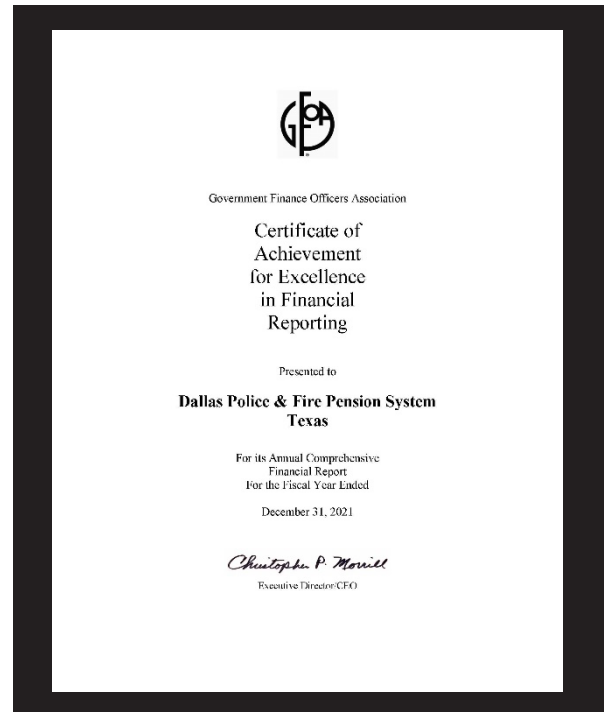 GFOA
Government Finance Officers Association
Certificate of
Achievement
for Excellence
in Financial
Reporting
Presented to
Dallas Police & Fire Pension System
Texas
For its Annual Comprehensive
Financial Report
For the Fiscal Year Ended
December 31, 2021
Christopher P. Morrill
Executive Director/CEO